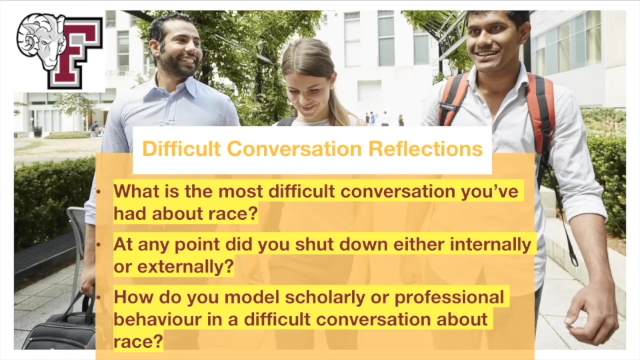 F
Difficult Conversation Reflections
• What is the most difficult conversation you've
had about race?
• At any point did you shut down either internally
or externally?
• How do you model scholarly or professional
behaviour in a difficult conversation about
race?